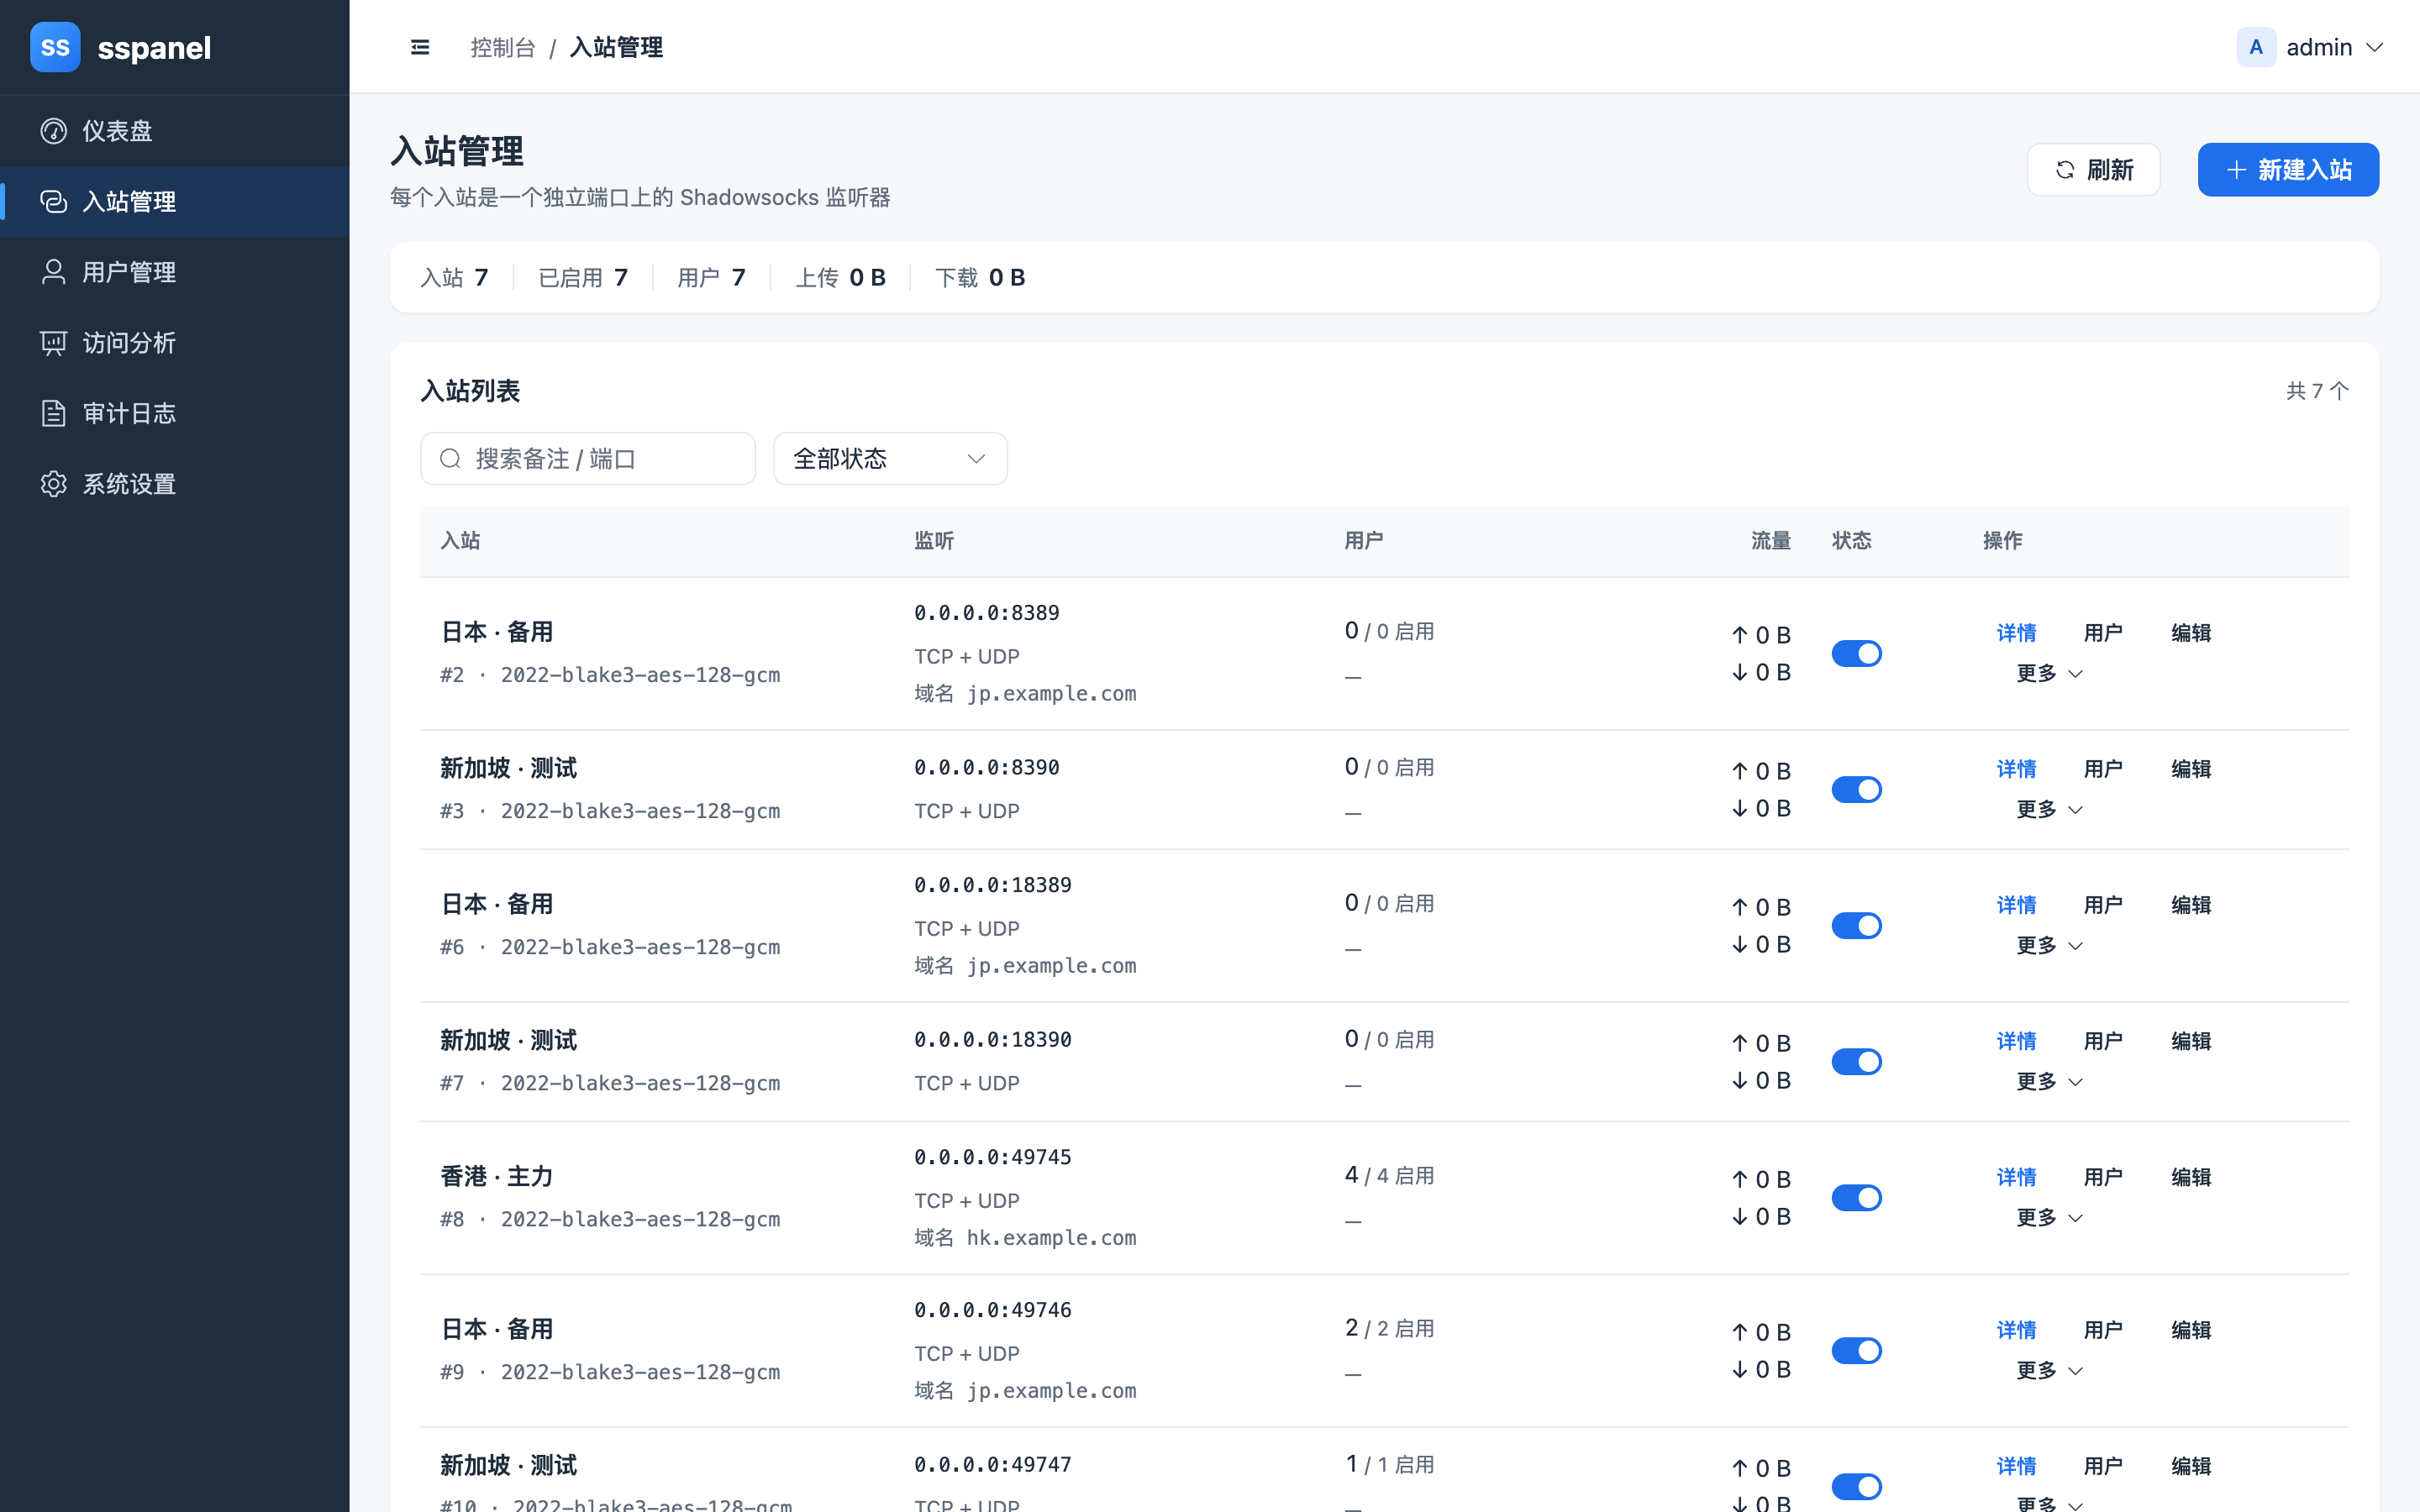 SS sspanel
仪表盘
入站管理
用户管理
访问分析
审计日志
系统设置
控制台 / 入站管理
A admin
入站管理
每个入站是一个独立端口上的 Shadowsocks 监听器
刷新
新建入站
入站 7 已启用 7 用户 7 上传 0 B 下载 0 B
入站列表
共 7 个
搜索备注 / 端口
全部状态
入站 监听 用户 流量 状态 操作
日本 · 备用
#2 · 2022-blake3-aes-128-gcm
0.0.0.0:8389
TCP + UDP
域名 jp.example.com
0 / 0 启用
—
↑ 0 B
↓ 0 B
详情 用户 编辑
更多
新加坡 · 测试
#3 · 2022-blake3-aes-128-gcm
0.0.0.0:8390
TCP + UDP
0 / 0 启用
—
↑ 0 B
↓ 0 B
详情 用户 编辑
更多
日本 · 备用
#6 · 2022-blake3-aes-128-gcm
0.0.0.0:18389
TCP + UDP
域名 jp.example.com
0 / 0 启用
—
↑ 0 B
↓ 0 B
详情 用户 编辑
更多
新加坡 · 测试
#7 · 2022-blake3-aes-128-gcm
0.0.0.0:18390
TCP + UDP
0 / 0 启用
—
↑ 0 B
↓ 0 B
详情 用户 编辑
更多
香港 · 主力
#8 · 2022-blake3-aes-128-gcm
0.0.0.0:49745
TCP + UDP
域名 hk.example.com
4 / 4 启用
—
↑ 0 B
↓ 0 B
详情 用户 编辑
更多
日本 · 备用
#9 · 2022-blake3-aes-128-gcm
0.0.0.0:49746
TCP + UDP
域名 jp.example.com
2 / 2 启用
—
↑ 0 B
↓ 0 B
详情 用户 编辑
更多
新加坡 · 测试
#10 · 2022-blake3-aes-128-gcm
0.0.0.0:49747
TCP + UDP
1 / 1 启用
—
↑ 0 B
↓ 0 B
详情 用户 编辑
更多